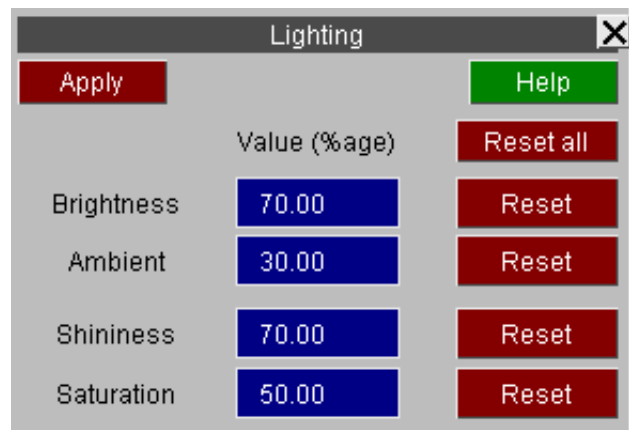 Lighting
Apply Help
Value (%age) Reset all
Brightness 70.00 Reset
Ambient 30.00 Reset
Shininess 70.00 Reset
Saturation 50.00 Reset